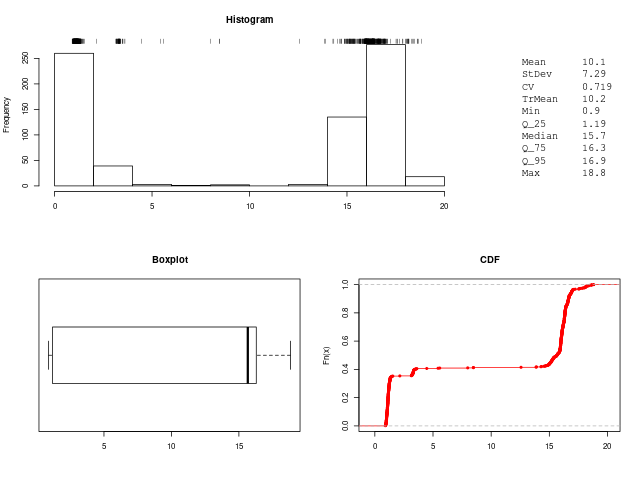 Histogram
Frequency
250
200
150
100
50
0
0 5 10 15 20
Mean 10.1
StDev 7.29
CV 0.719
TrMean 10.2
Min 0.9
Q_25 1.19
Median 15.7
Q_75 16.3
Q_95 16.9
Max 18.8
Boxplot
5 10 15
CDF
Fn(x)
1.0
0.8
0.6
0.4
0.2
0.0
0 5 10 15 20